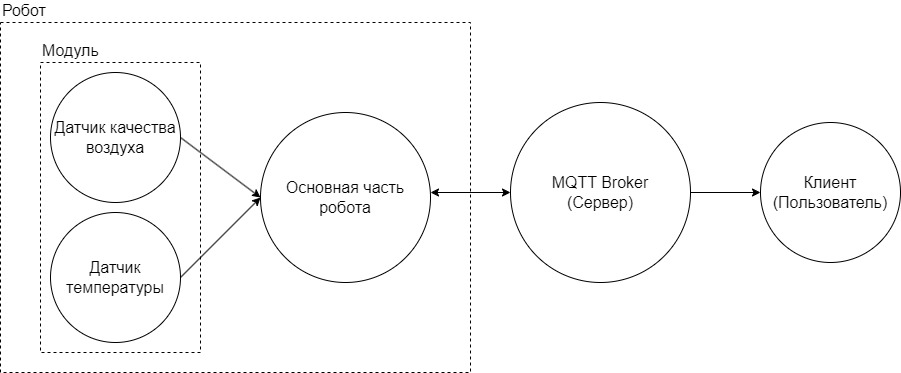 Робот
Модуль
Датчик качества
воздуха
Датчик
температуры
Основная часть
робота
MQTT Broker
(Сервер)
Клиент
(Пользователь)